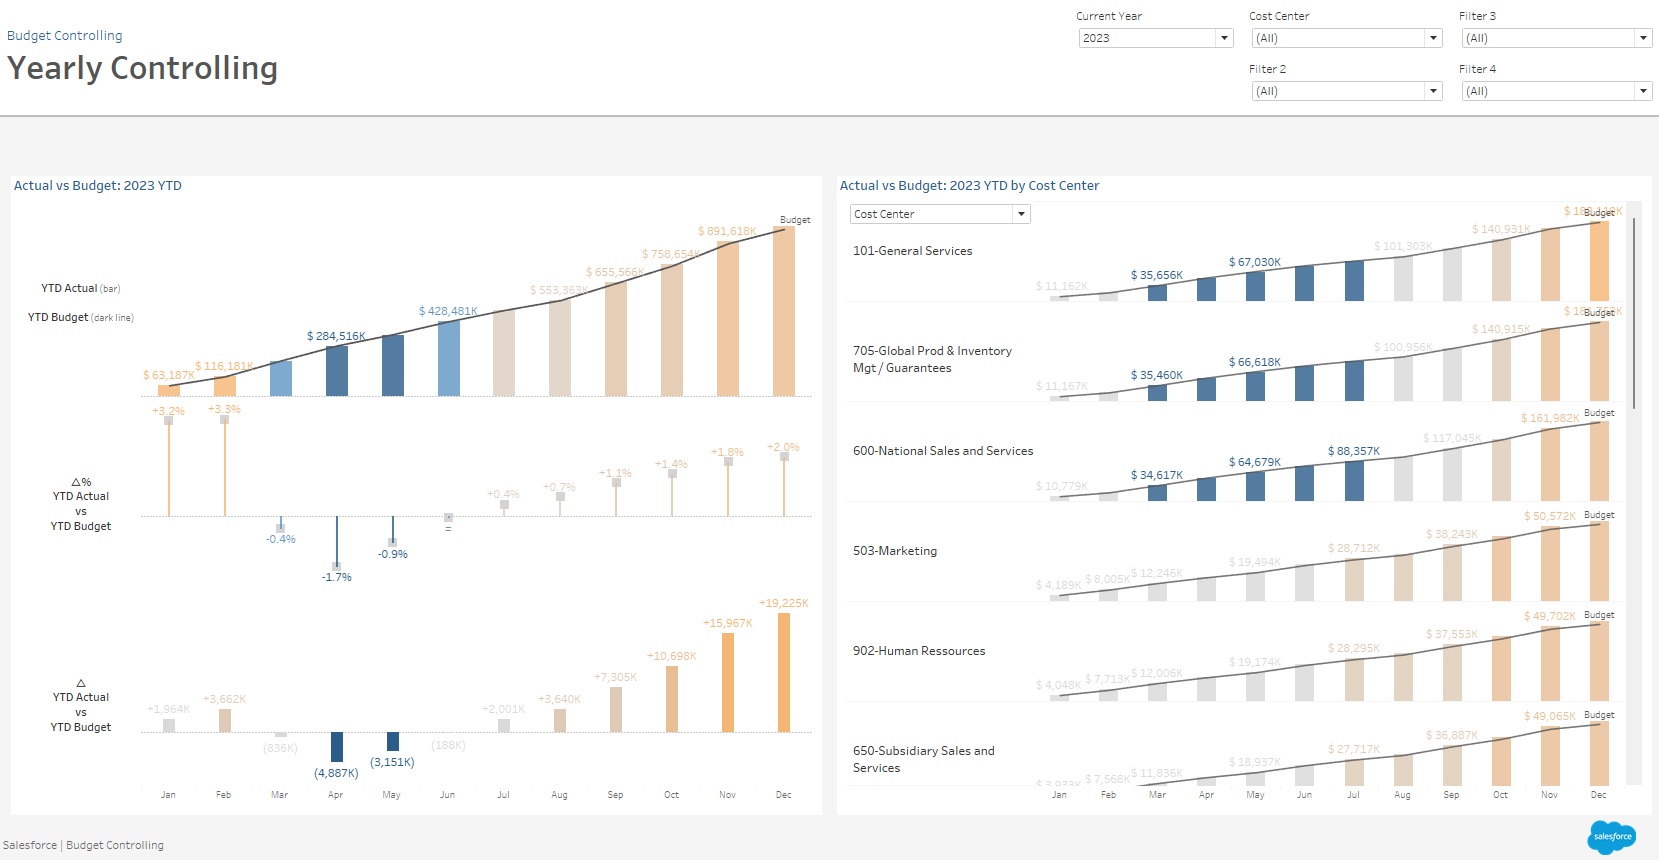 Budget Controlling
Yearly Controlling
Current Year
2023
Cost Center
(All)
Filter 3
(All)
Filter 2
(All)
Filter 4
(All)
Actual vs Budget: 2023 YTD
Budget
YTD Actual (bar)
YTD Budget (dark line)
$ 63,187K
$ 116,181K
$ 284,516K
$ 428,481K
$ 553,363K
$ 655,566K
$ 758,654K
$ 891,618K
△%
YTD Actual
vs
YTD Budget
+3.2%
+3.3%
-0.4%
-1.7%
-0.9%
=
+0.4%
+0.7%
+1.1%
+1.4%
+1.8%
+2.0%
△
YTD Actual
vs
YTD Budget
+1,964K
+3,662K
(836K)
(4,887K)
(3,151K)
(188K)
+2,001K
+3,640K
+7,305K
+10,698K
+15,967K
+19,225K
Jan Feb Mar Apr May Jun Jul Aug Sep Oct Nov Dec
Actual vs Budget: 2023 YTD by Cost Center
Cost Center
101-General Services
$ 11,162K
$ 35,656K
$ 67,030K
$ 101,303K
$ 140,931K
Budget
705-Global Prod & Inventory
Mgt / Guarantees
$ 11,167K
$ 35,460K
$ 66,618K
$ 100,956K
$ 140,915K
Budget
600-National Sales and Services
$ 10,779K
$ 34,617K
$ 64,679K
$ 88,357K
$ 117,045K
$ 161,982K
Budget
503-Marketing
$ 4,189K
$ 8,005K
$ 12,246K
$ 19,494K
$ 28,712K
$ 38,243K
$ 50,572K
Budget
902-Human Ressources
$ 4,048K
$ 7,713K
$ 12,006K
$ 19,174K
$ 28,295K
$ 37,553K
$ 49,702K
Budget
650-Subsidiary Sales and
Services
$ 7,568K
$ 11,836K
$ 18,937K
$ 27,717K
$ 36,887K
$ 49,065K
Budget
Jan Feb Mar Apr May Jun Jul Aug Sep Oct Nov Dec
Salesforce | Budget Controlling
salesforce